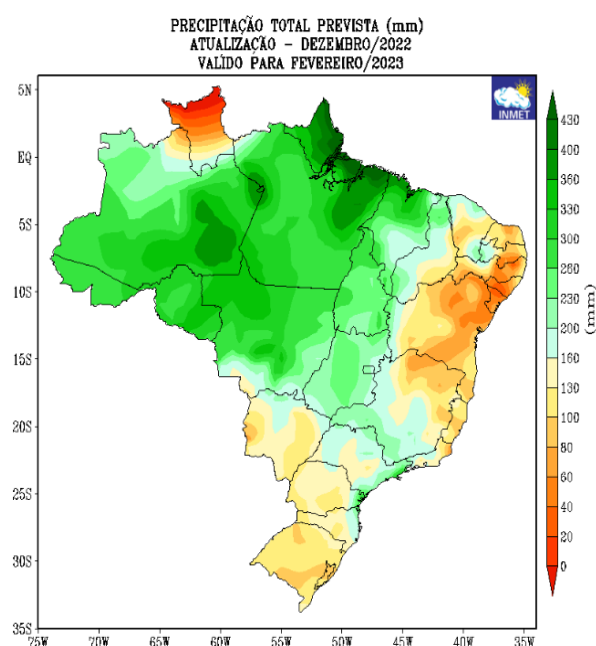 PRECIPITAÇÃO TOTAL PREVISTA (mm)
ATUALIZAÇÃO - DEZEMBRO/2022
VALIDO PARA FEVEREIRO/2023
INMET
5N
EQ
5S
10S
15S
20S
25S
30S
35S
75W 70W 65W 60W 55W 50W 45W 40W 35W
430
400
360
330
300
260
230
200
160
130
100
80
60
40
20
0
(mm)